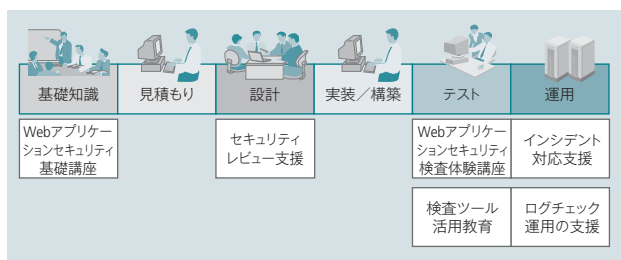 基礎知識
見積もり
設計
実装／構築
テスト
運用
Webアプリケー
ションセキュリティ
基礎講座
セキュリティ
レビュー支援
Webアプリケー
ションセキュリティ
検査体験講座
インシデント
対応支援
検査ツール
活用教育
ログチェック
運用の支援